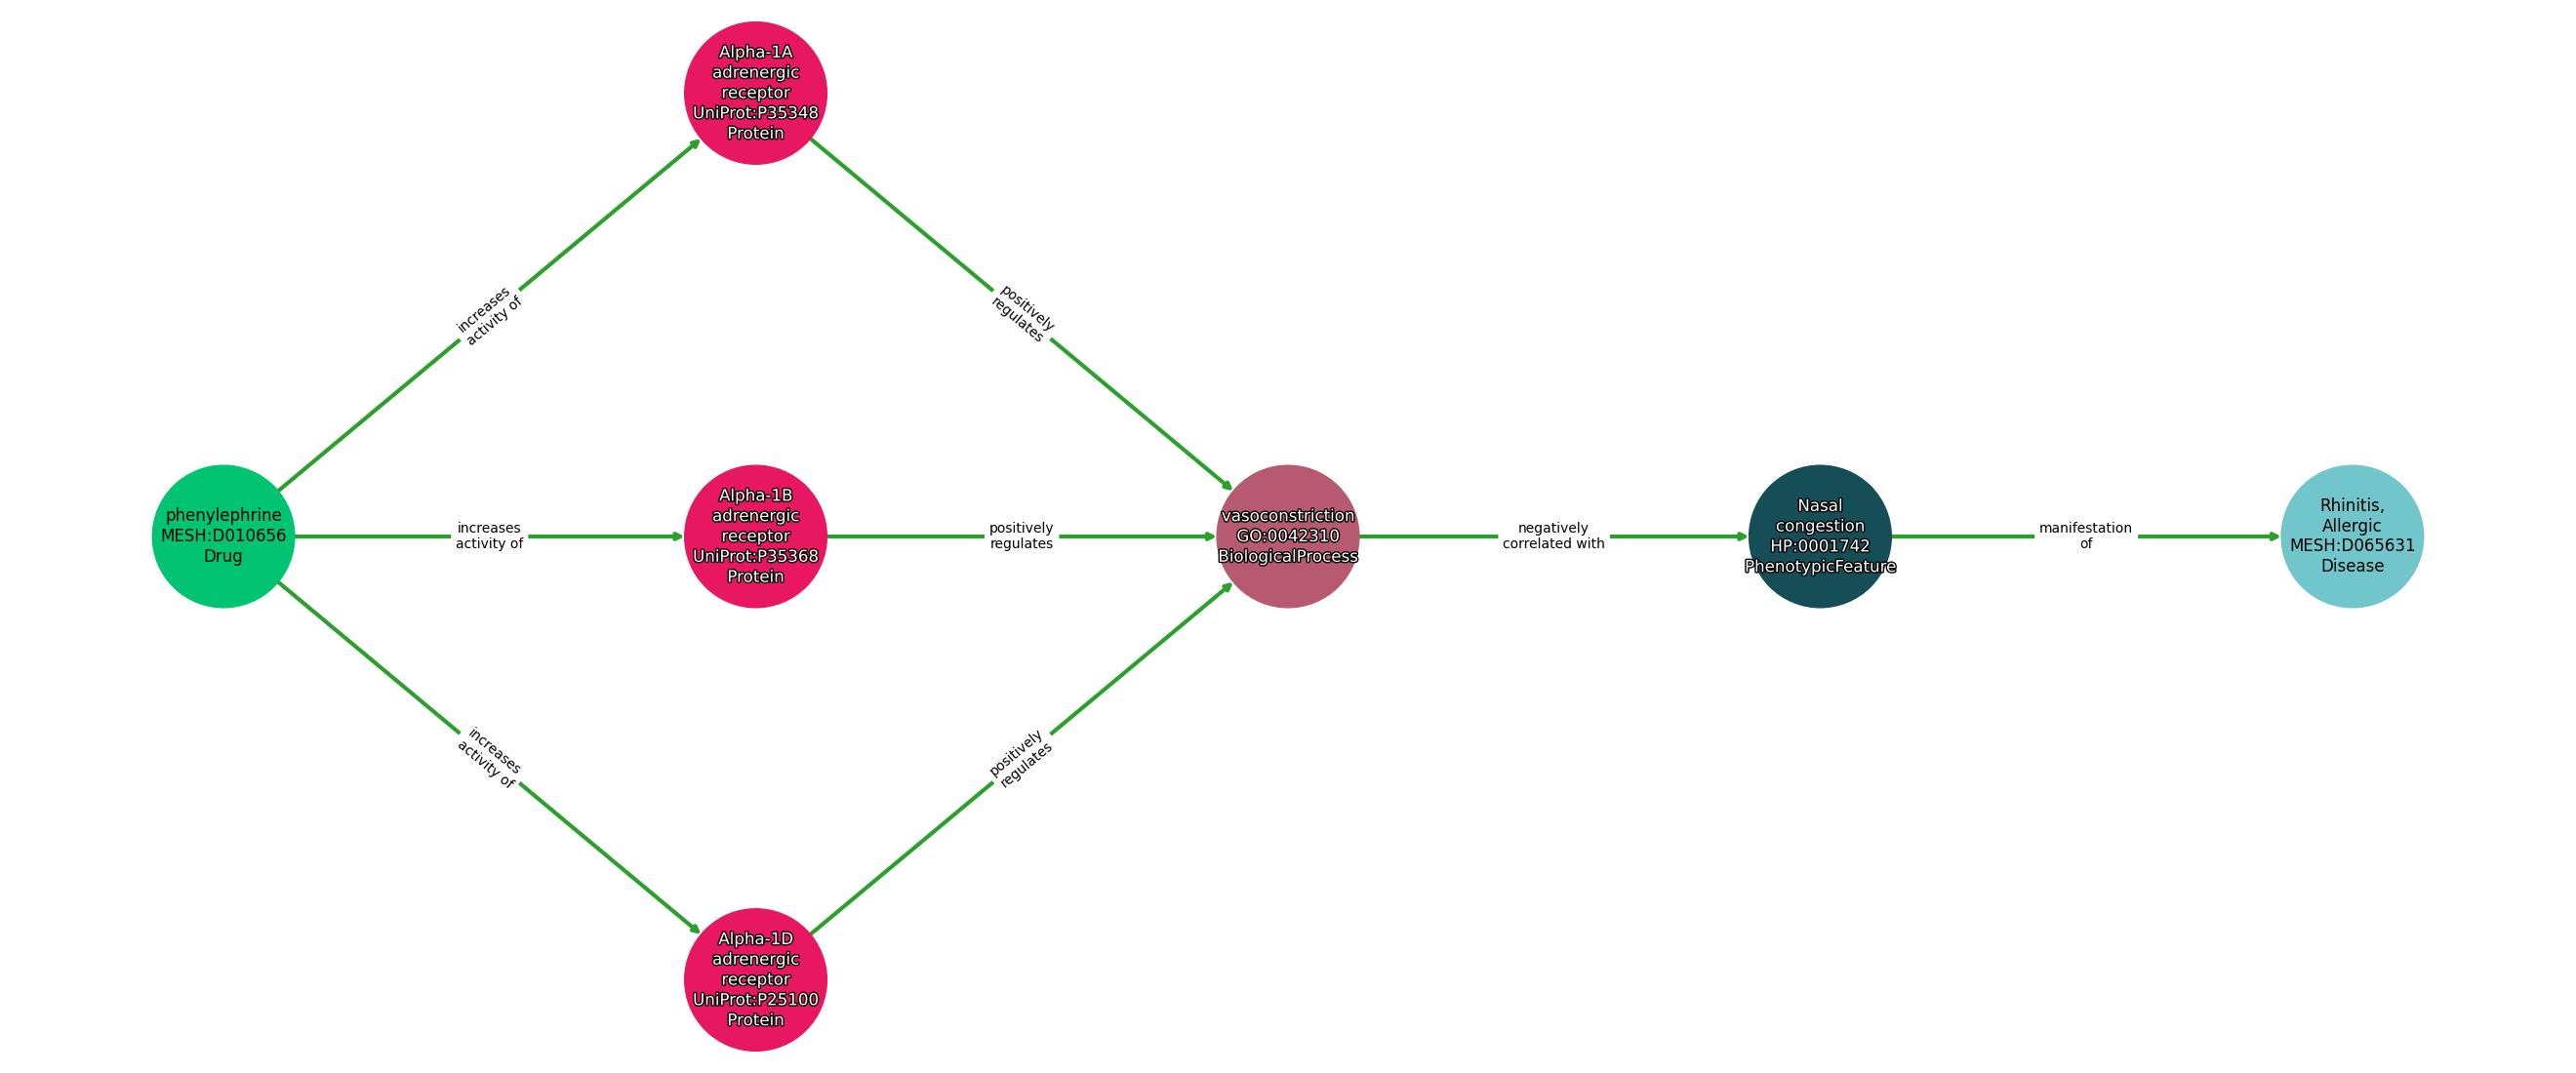 Alpha-1A
adrenergic
receptor
UniProt:P35348
Protein
increases
activity of
positively
regulates
phenylephrine
MESH:D010656
Drug
increases
activity of
Alpha-1B
adrenergic
receptor
UniProt:P35368
Protein
positively
regulates
vasoconstriction
GO:0042310
BiologicalProcess
negatively
correlated with
Nasal
congestion
HP:0001742
PhenotypicFeature
manifestation
of
Rhinitis,
Allergic
MESH:D065631
Disease
increases
activity of
positively
regulates
Alpha-1D
adrenergic
receptor
UniProt:P25100
Protein